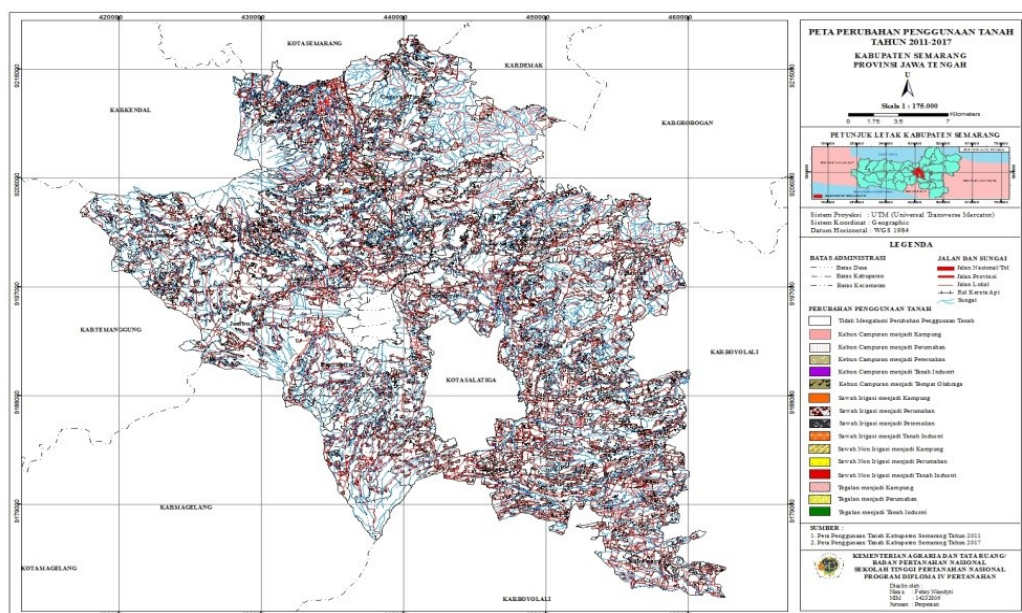 420000 430000 440000 450000 460000
KOTA SEMARANG
KAB.DEMAK
KAB.KENDAL
KAB.GROBOGAN
KAB.TEMANGGUNG
KAB.BOYOLALI
KOTA SALATIGA
KAB.MAGELANG
KOTA MAGELANG
KAB.BOYOLALI
420000 430000 440000 450000 460000
PETA PERUBAHAN PENGGUNAAN TANAH
TAHUN 2011-2017
KABUPATEN SEMARANG
PROVINSI JAWA TENGAH
U
Skala 1 : 175.000
0 1.75 3.5 7 Kilometers
PETUNJUK LETAK KABUPATEN SEMARANG
Sistem Proyeksi : UTM (Universal Transverse Mercator)
Sistem Koordinat : Geographic
Datum Horizontal : WGS 1984
LEGENDA
BATAS ADMINISTRASI
Batas Desa
Batas Kabupaten
Batas Kecamatan
JALAN DAN SUNGAI
Jalan Nasional/Tol
Jalan Provinsi
Jalan Lokal
Rel Kereta Api
Sungai
PERUBAHAN PENGGUNAAN TANAH
Tidak Mengalami Perubahan Penggunaan Tanah
Kebun Campuran menjadi Kampung
Kebun Campuran menjadi Perumahan
Kebun Campuran menjadi Peternakan
Kebun Campuran menjadi Tanah Industri
Kebun Campuran menjadi Tempat Olahraga
Sawah Irigasi menjadi Kampung
Sawah Irigasi menjadi Perumahan
Sawah Irigasi menjadi Peternakan
Sawah Irigasi menjadi Tanah Industri
Sawah Non Irigasi menjadi Kampung
Sawah Non Irigasi menjadi Perumahan
Sawah Non Irigasi menjadi Tanah Industri
Tegalan menjadi Kampung
Tegalan menjadi Perumahan
Tegalan menjadi Tanah Industri
SUMBER :
1. Peta Penggunaan Tanah Kabupaten Semarang Tahun 2011
2. Peta Penggunaan Tanah Kabupaten Semarang Tahun 2017
KEMENTERIAN AGRARIA DAN TATA RUANG/
BADAN PERTANAHAN NASIONAL
SEKOLAH TINGGI PERTANAHAN NASIONAL
PROGRAM DIPLOMA IV PERTANAHAN
Disusun oleh :
Nama :
NIM :
Jurusan : Perpetaan